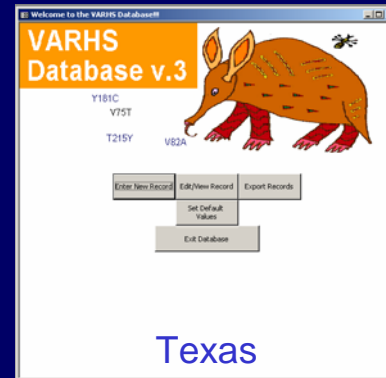 Welcome to the VARHS Database!!!
VARHS
Database v.3
Y181C
V75T
T215Y
V82A
Enter New Record Edit/View Record Export Records
Set Default
Values
Exit Database
Texas